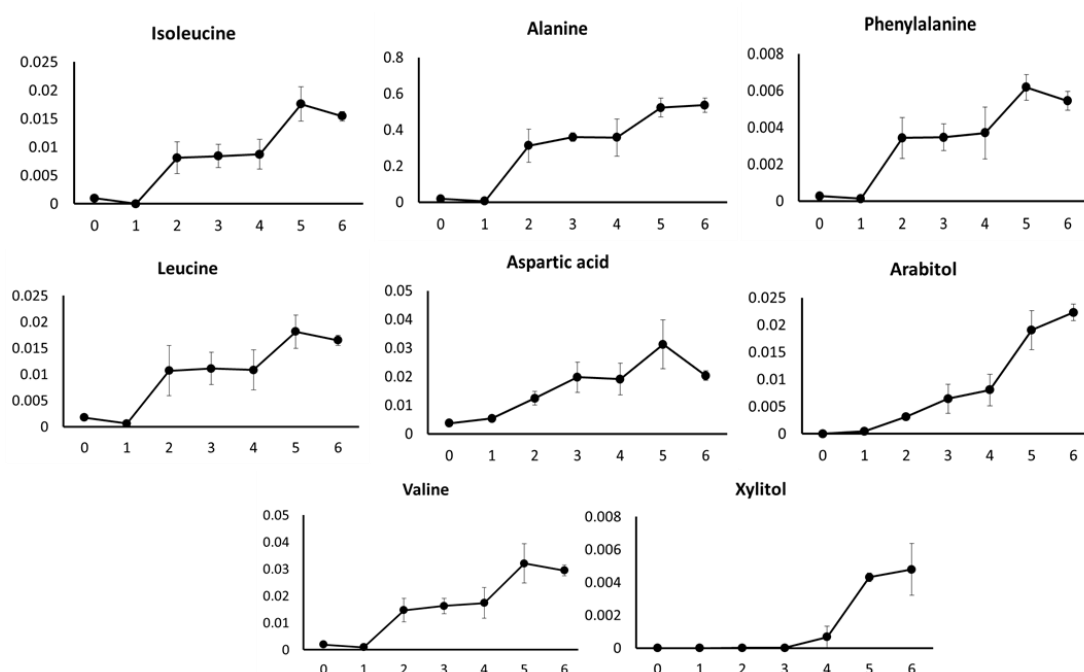 Isoleucine
0.025
0.02
0.015
0.01
0.005
0
0 1 2 3 4 5 6
Alanine
0.8
0.6
0.4
0.2
0
0 1 2 3 4 5 6
Phenylalanine
0.008
0.006
0.004
0.002
0
0 1 2 3 4 5 6
Leucine
0.025
0.02
0.015
0.01
0.005
0
0 1 2 3 4 5 6
Aspartic acid
0.05
0.04
0.03
0.02
0.01
0
0 1 2 3 4 5 6
Arabitol
0.025
0.02
0.015
0.01
0.005
0
0 1 2 3 4 5 6
Valine
0.05
0.04
0.03
0.02
0.01
0
0 1 2 3 4 5 6
Xylitol
0.008
0.006
0.004
0.002
0
0 1 2 3 4 5 6